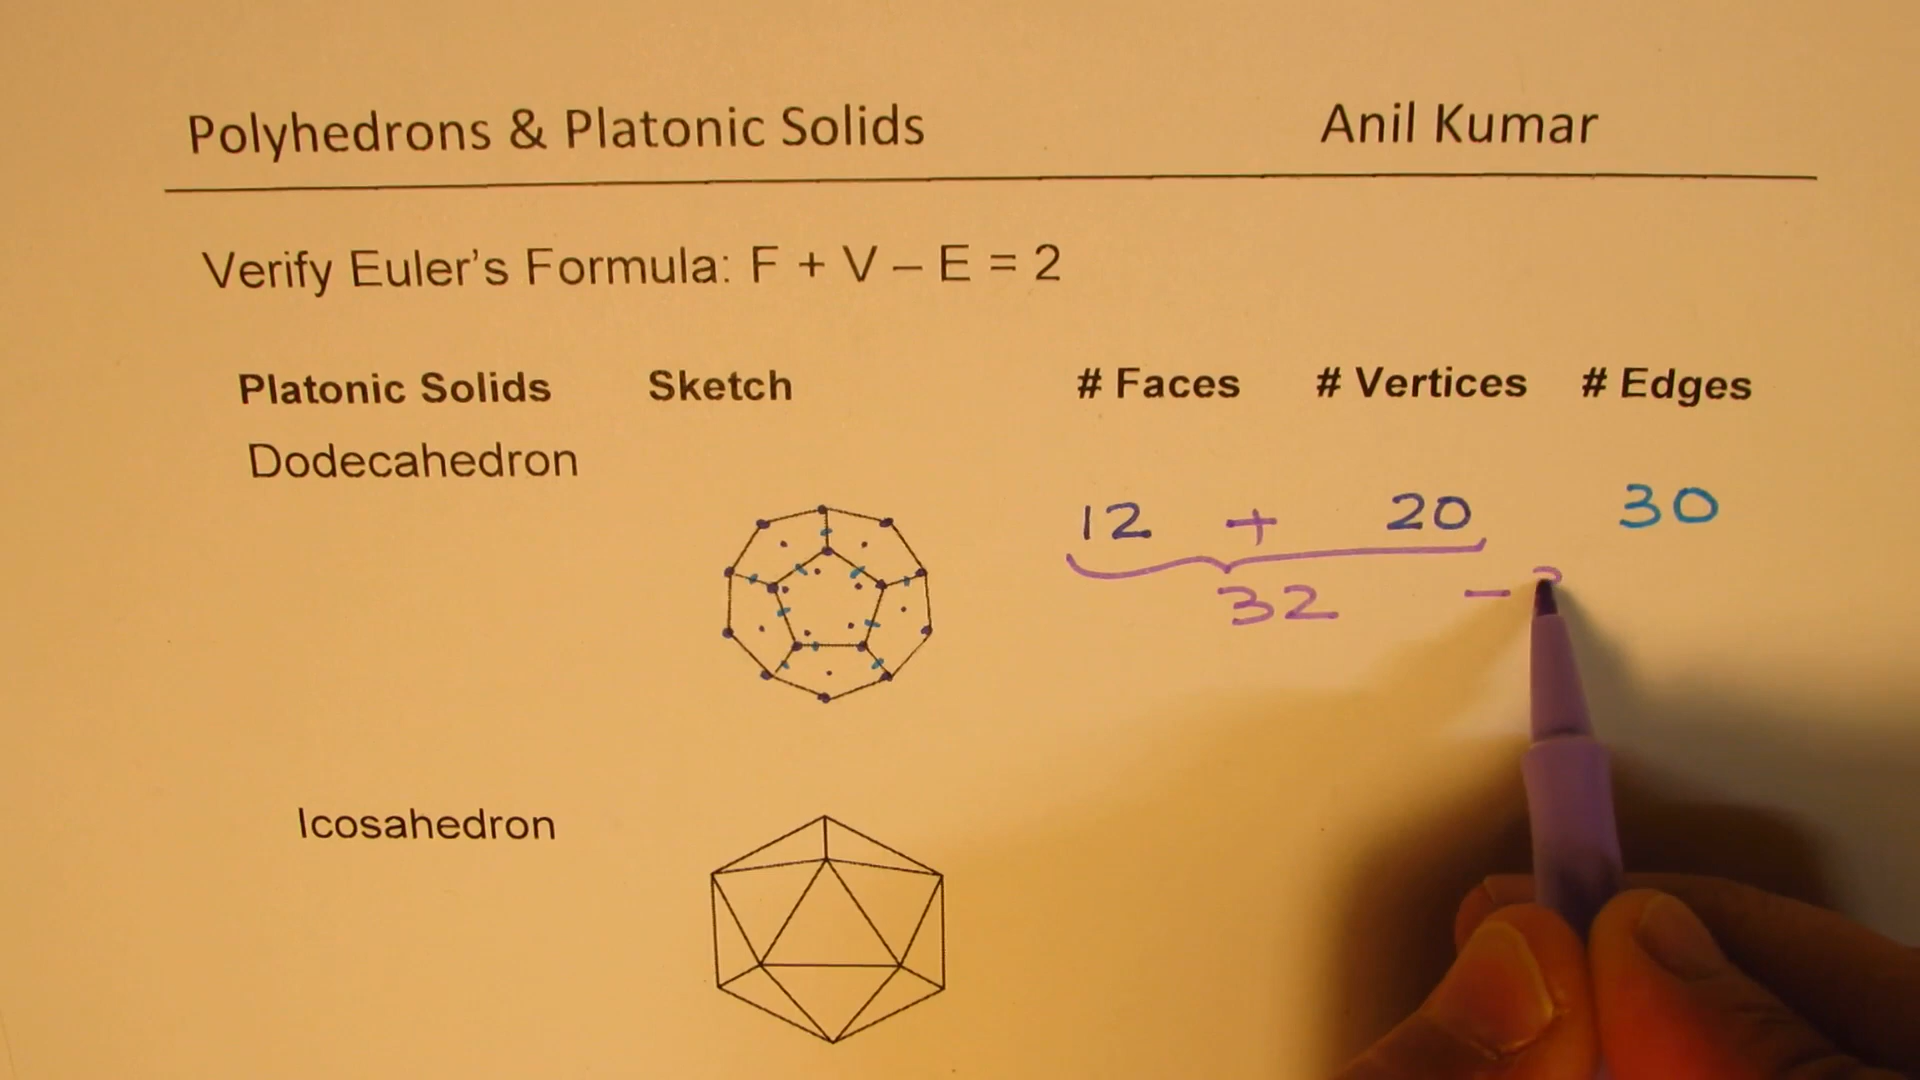 Polyhedrons & Platonic Solids Anil Kumar
Verify Euler's Formula: F + V – E = 2
Platonic Solids Sketch # Faces # Vertices # Edges
Dodecahedron
12 + 20 30
32 –
Icosahedron